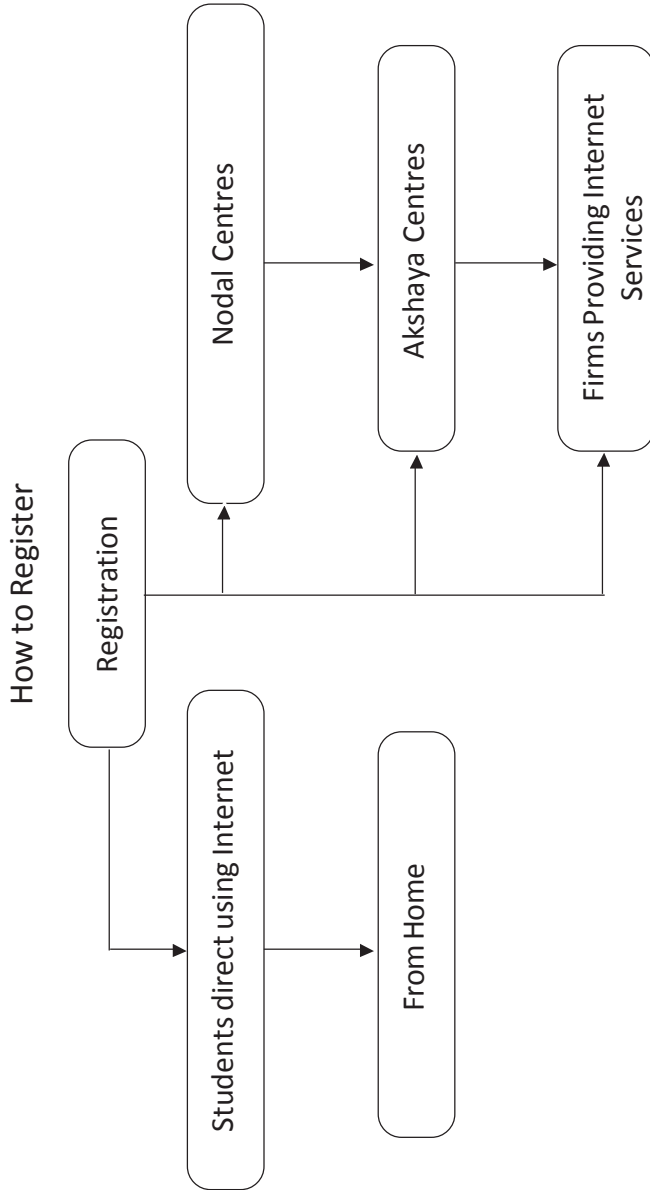 How to Register
Registration
Students direct using Internet
From Home
Nodal Centres
Akshaya Centres
Firms Providing Internet
Services